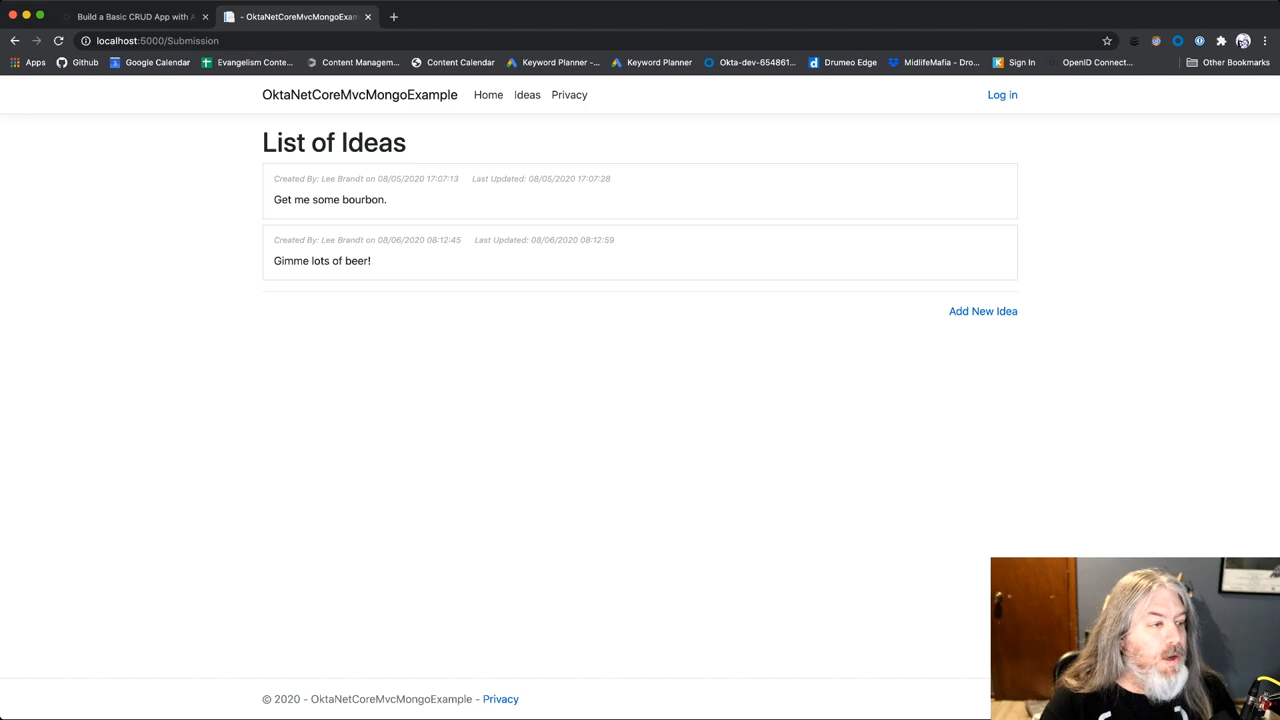 Build a Basic CRUD App with A
- OktaNetCoreMvcMongoExam
localhost:5000/Submission
Apps
Github
Google Calendar
Evangelism Conte...
Content Managem...
Content Calendar
Keyword Planner -...
Keyword Planner
Okta-dev-654861...
Drumeo Edge
MidlifeMafia - Dro...
Sign In
OpenID Connect...
Other Bookmarks
OktaNetCoreMvcMongoExample
Home
Ideas
Privacy
Log in
List of Ideas
Created By: Lee Brandt on 08/05/2020 17:07:13 Last Updated: 08/05/2020 17:07:28
Get me some bourbon.
Created By: Lee Brandt on 08/06/2020 08:12:45 Last Updated: 08/06/2020 08:12:59
Gimme lots of beer!
Add New Idea
© 2020 - OktaNetCoreMvcMongoExample - Privacy